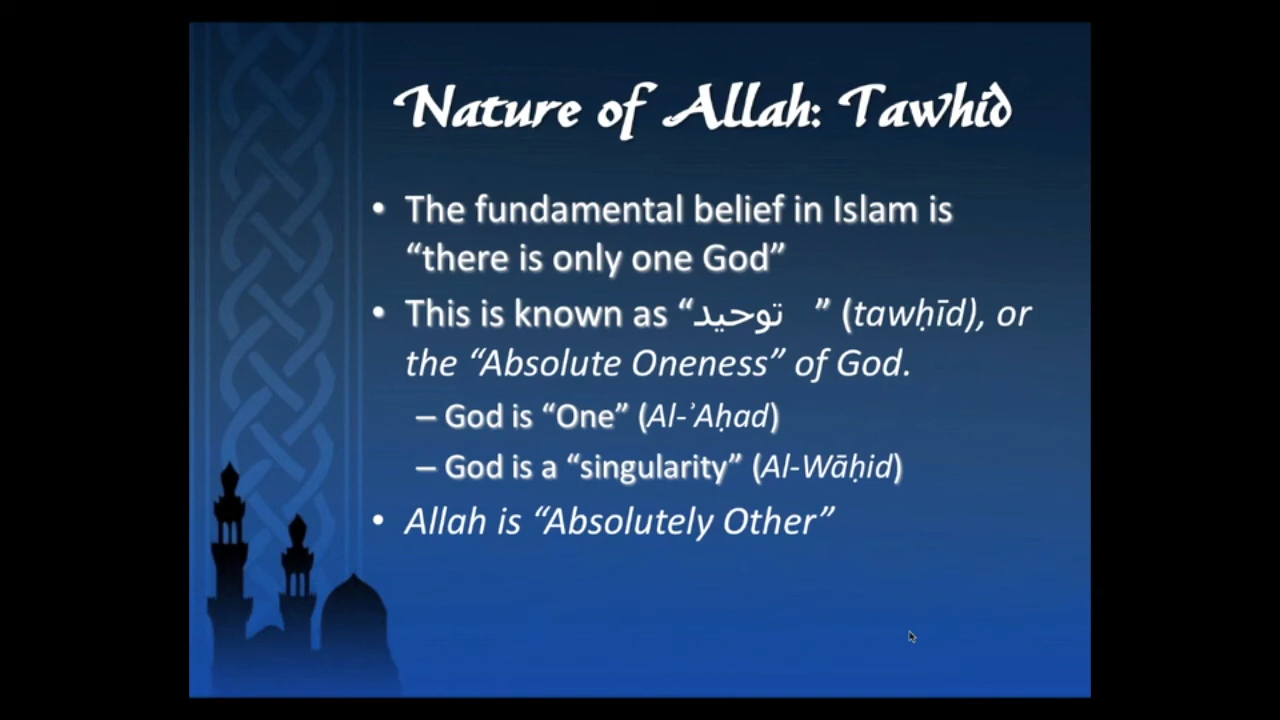 Nature of Allah: Tawhid
• The fundamental belief in Islam is
“there is only one God”
• This is known as “توحيد ” (tawḥīd), or
the “Absolute Oneness” of God.
– God is “One” (Al-ʾAḥad)
– God is a “singularity” (Al-Wāḥid)
• Allah is “Absolutely Other”